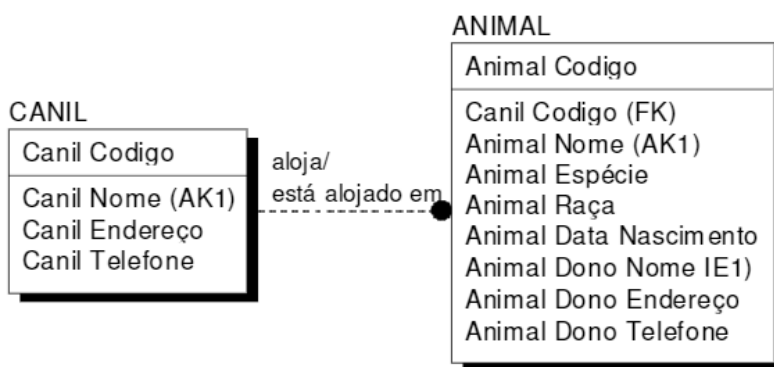 CANIL
Canil Codigo
Canil Nome (AK1)
Canil Endereço
Canil Telefone
aloja/
está alojado em
ANIMAL
Animal Codigo
Canil Codigo (FK)
Animal Nome (AK1)
Animal Espécie
Animal Raça
Animal Data Nascimento
Animal Dono Nome IE1)
Animal Dono Endereço
Animal Dono Telefone